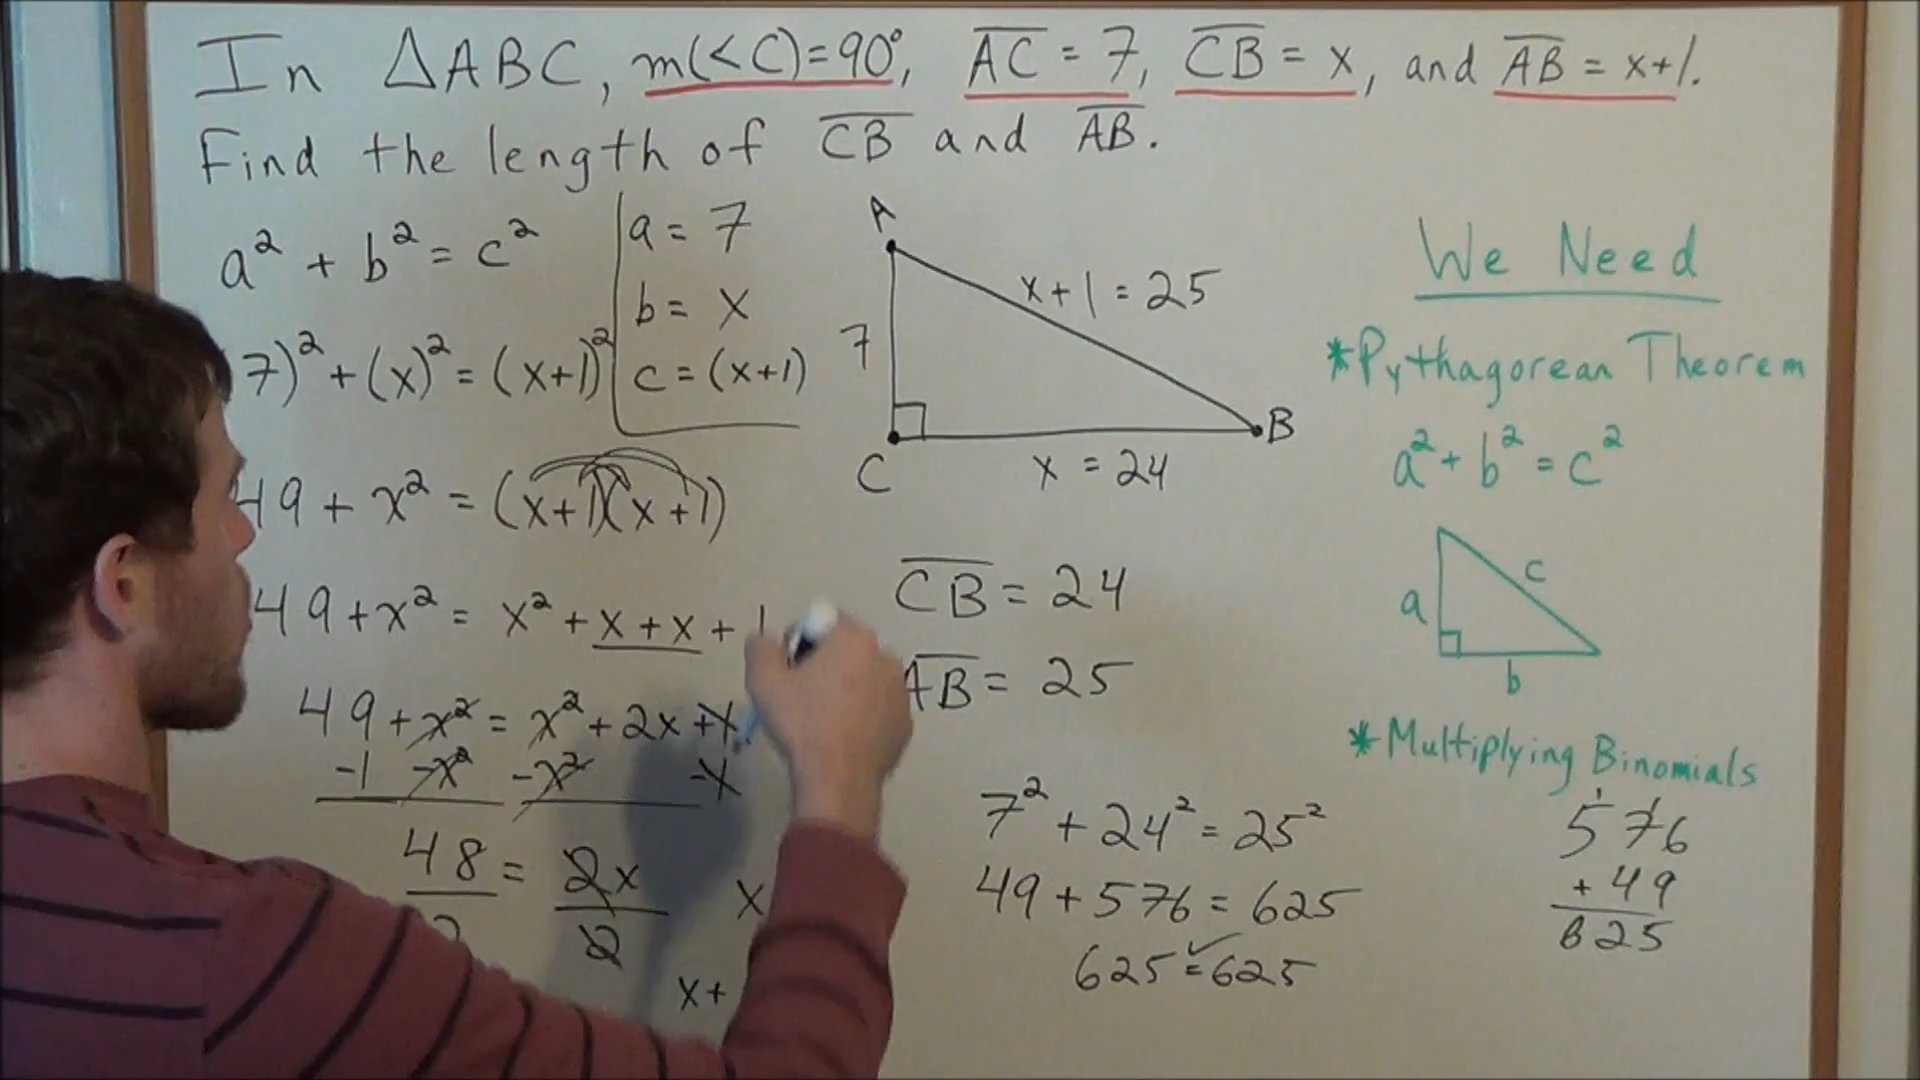 In △ABC, m(<C)=90°, AC = 7, CB = x, and AB = x+1.
Find the length of CB and AB.
a² + b² = c²
a = 7
b = x
c = (x+1)
7)² + (x)² = (x+1)²
49 + x² = (x+1)(x+1)
49 + x² = x² + x + x + 1
49 + x² = x² + 2x + 1
-1 -x² -x² -1
48 = 2x
2 2
x
x+
A
7
x+1 = 25
C
B
x = 24
CB = 24
AB = 25
7² + 24² = 25²
49 + 576 = 625
625 = 625 ✓
We Need
*Pythagorean Theorem
a² + b² = c²
a
c
b
*Multiplying Binomials
1 1
576
+ 49
625